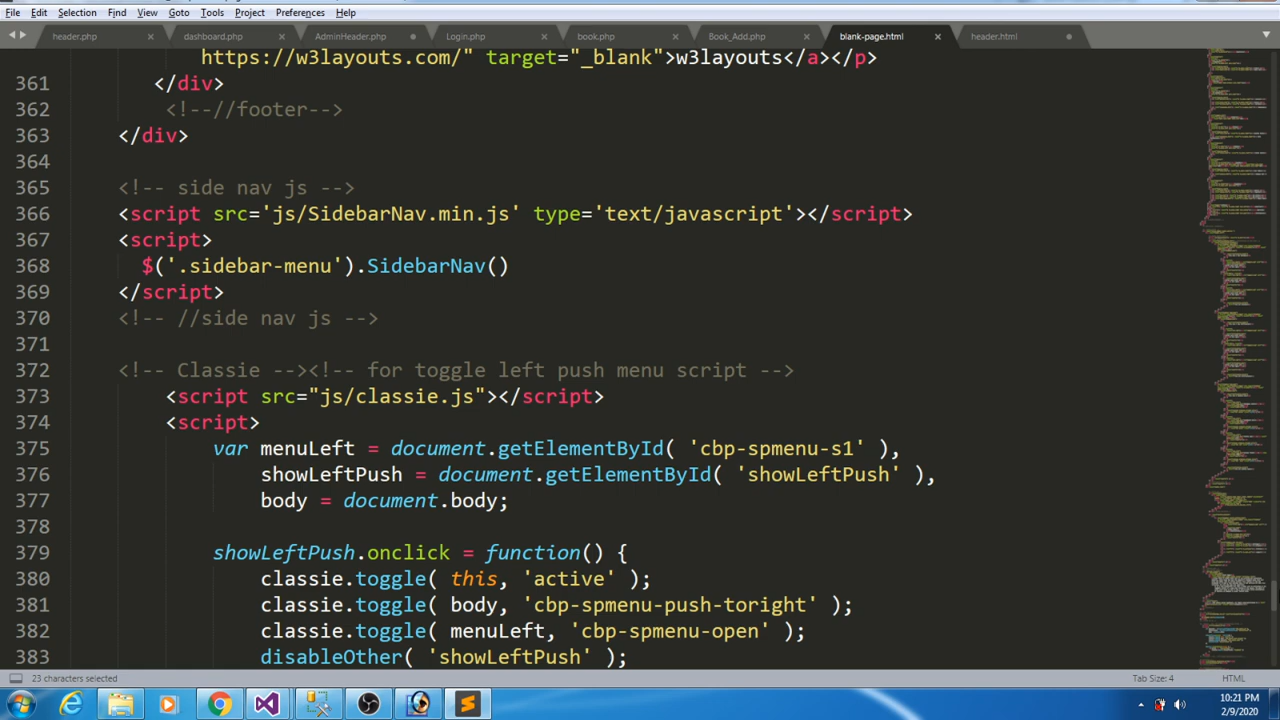 File Edit Selection Find View Goto Tools Project Preferences Help
header.php dashboard.php AdminHeader.php Login.php book.php Book_Add.php blank-page.html header.html
https://w3layouts.com/" target="_blank">w3layouts</a></p>
361 </div>
362 <!--//footer-->
363 </div>
364
365 <!-- side nav js -->
366 <script src='js/SidebarNav.min.js' type='text/javascript'></script>
367 <script>
368 $('.sidebar-menu').SidebarNav()
369 </script>
370 <!-- //side nav js -->
371
372 <!-- Classie --><!-- for toggle left push menu script -->
373 <script src="js/classie.js"></script>
374 <script>
375 var menuLeft = document.getElementById( 'cbp-spmenu-s1' ),
376 showLeftPush = document.getElementById( 'showLeftPush' ),
377 body = document.body;
378
379 showLeftPush.onclick = function() {
380 classie.toggle( this, 'active' );
381 classie.toggle( body, 'cbp-spmenu-push-toright' );
382 classie.toggle( menuLeft, 'cbp-spmenu-open' );
383 disableOther( 'showLeftPush' );
23 characters selected Tab Size: 4 HTML
10:21 PM
2/9/2020